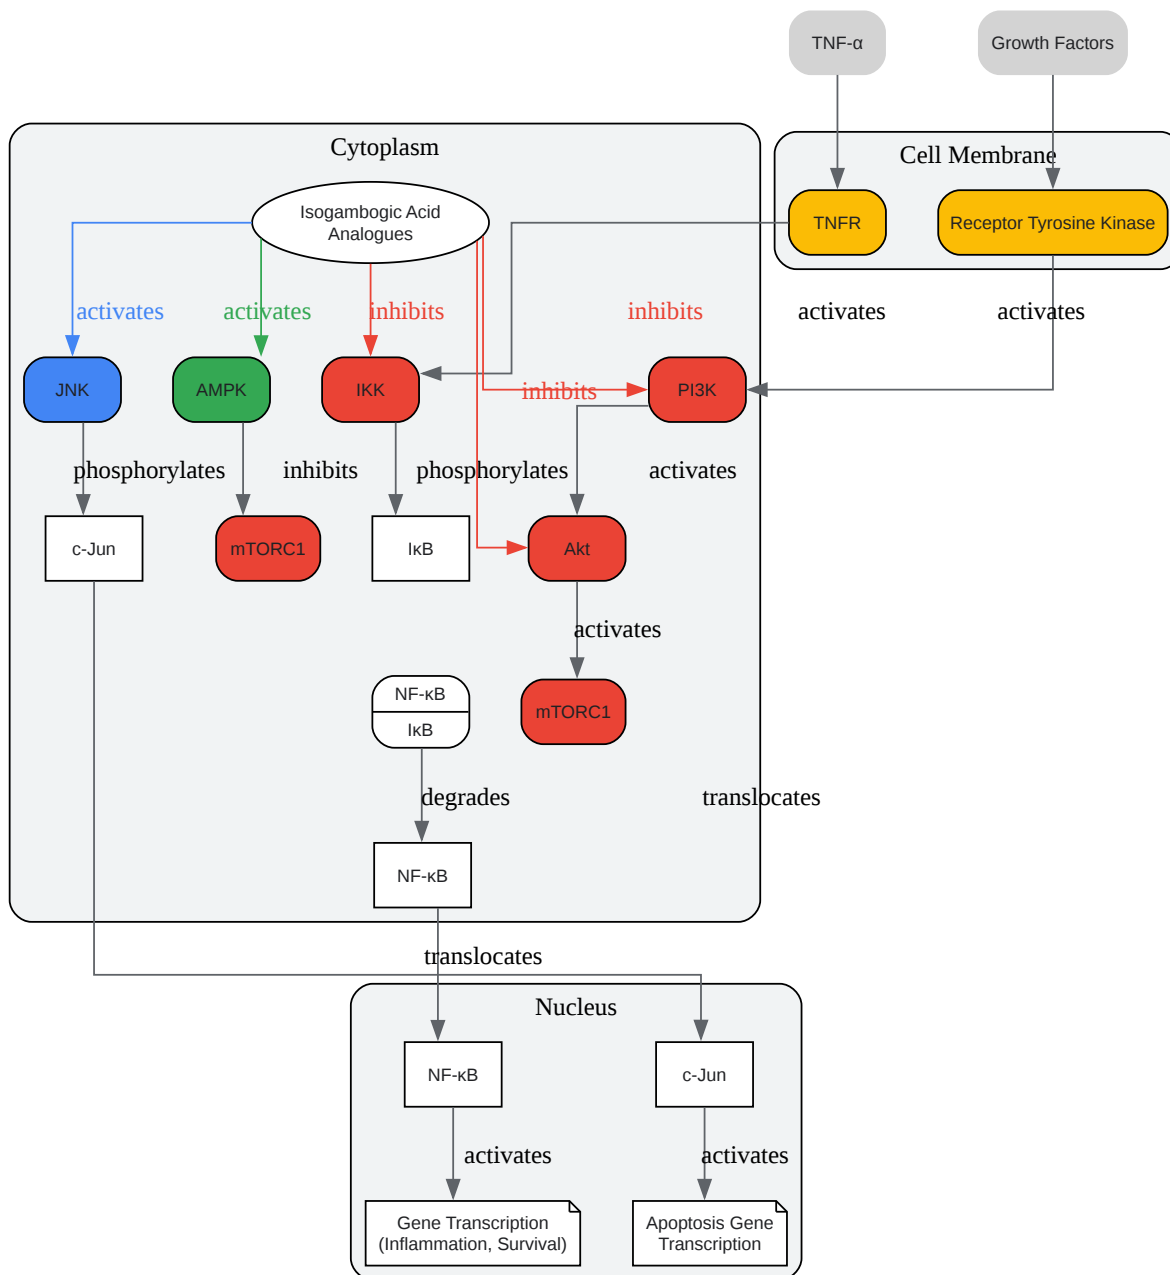 TNF-α
Growth Factors
Cytoplasm
Cell Membrane
Isogambogic Acid
Analogues
TNFR
Receptor Tyrosine Kinase
activates
activates
inhibits
inhibits
activates
activates
JNK
AMPK
IKK
inhibits
PI3K
phosphorylates
inhibits
phosphorylates
activates
c-Jun
mTORC1
IκB
Akt
activates
NF-κB
IκB
mTORC1
degrades
translocates
NF-κB
translocates
Nucleus
NF-κB
c-Jun
activates
activates
Gene Transcription
(Inflammation, Survival)
Apoptosis Gene
Transcription